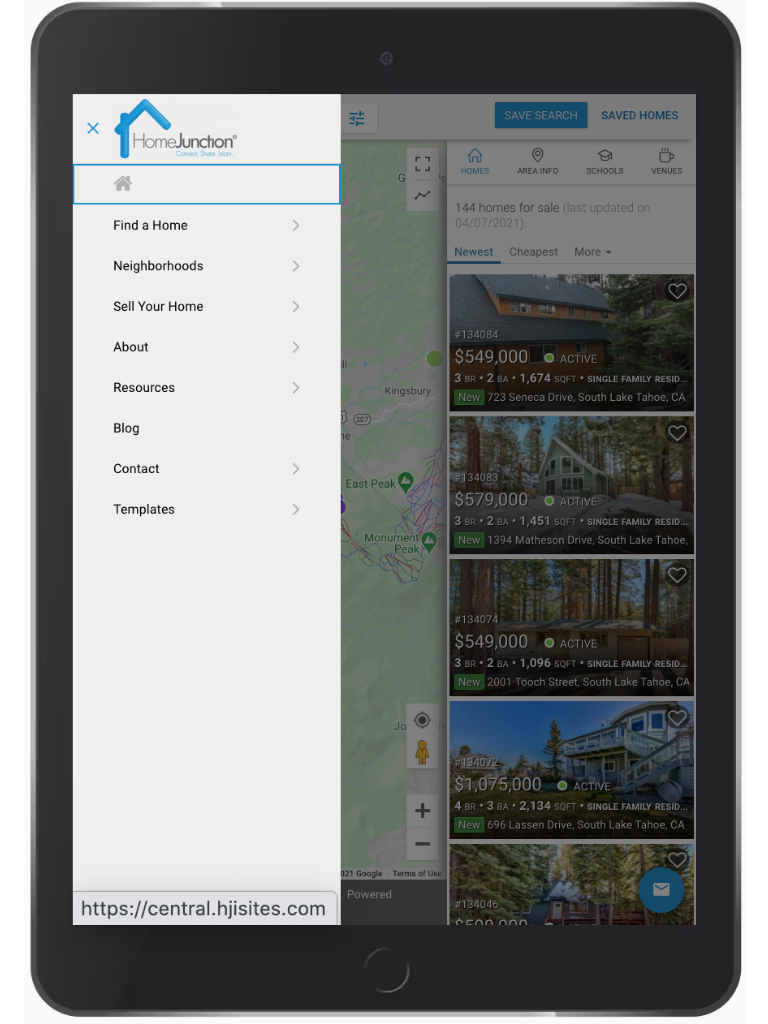 HomeJunction®
Connect. Share. Learn.
Find a Home
Neighborhoods
Sell Your Home
About
Resources
Blog
Contact
Templates
https://central.hjisites.com
SAVE SEARCH
SAVED HOMES
Kingsbury
207
East Peak
Monument
Peak
Jo
Google
Terms of Use
Powered
HOMES
AREA INFO
SCHOOLS
VENUES
144 homes for sale (last updated on
04/07/2021).
Newest
Cheapest
More
#134084
$549,000 ACTIVE
3 BR • 2 BA • 1,674 SQFT • SINGLE FAMILY RESID...
New 723 Seneca Drive, South Lake Tahoe, CA
#134083
$579,000 ACTIVE
3 BR • 2 BA • 1,451 SQFT • SINGLE FAMILY RESID...
New 1394 Matheson Drive, South Lake Tahoe,
#134074
$549,000 ACTIVE
3 BR • 2 BA • 1,096 SQFT • SINGLE FAMILY RESID...
New 2001 Tooch Street, South Lake Tahoe, CA
#134072
$1,075,000 ACTIVE
4 BR • 3 BA • 2,134 SQFT • SINGLE FAMILY RESID...
New 696 Lassen Drive, South Lake Tahoe, CA
#134046